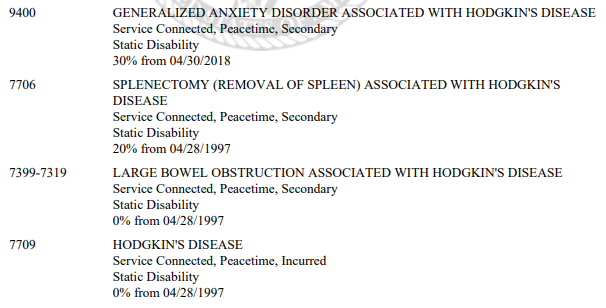 9400 GENERALIZED ANXIETY DISORDER ASSOCIATED WITH HODGKIN'S DISEASE
Service Connected, Peacetime, Secondary
Static Disability
30% from 04/30/2018
7706 SPLENECTOMY (REMOVAL OF SPLEEN) ASSOCIATED WITH HODGKIN'S
DISEASE
Service Connected, Peacetime, Secondary
Static Disability
20% from 04/28/1997
7399-7319 LARGE BOWEL OBSTRUCTION ASSOCIATED WITH HODGKIN'S DISEASE
Service Connected, Peacetime, Secondary
Static Disability
0% from 04/28/1997
7709 HODGKIN'S DISEASE
Service Connected, Peacetime, Incurred
Static Disability
0% from 04/28/1997